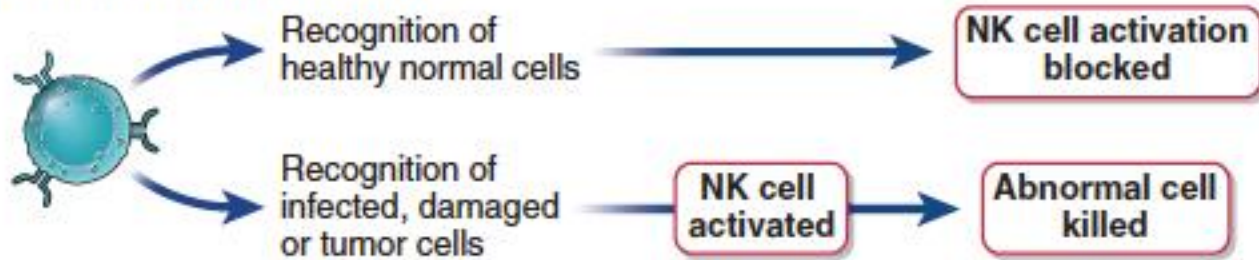 Recognition of
healthy normal cells
NK cell activation
blocked
Recognition of
infected, damaged
or tumor cells
NK cell
activated
Abnormal cell
killed